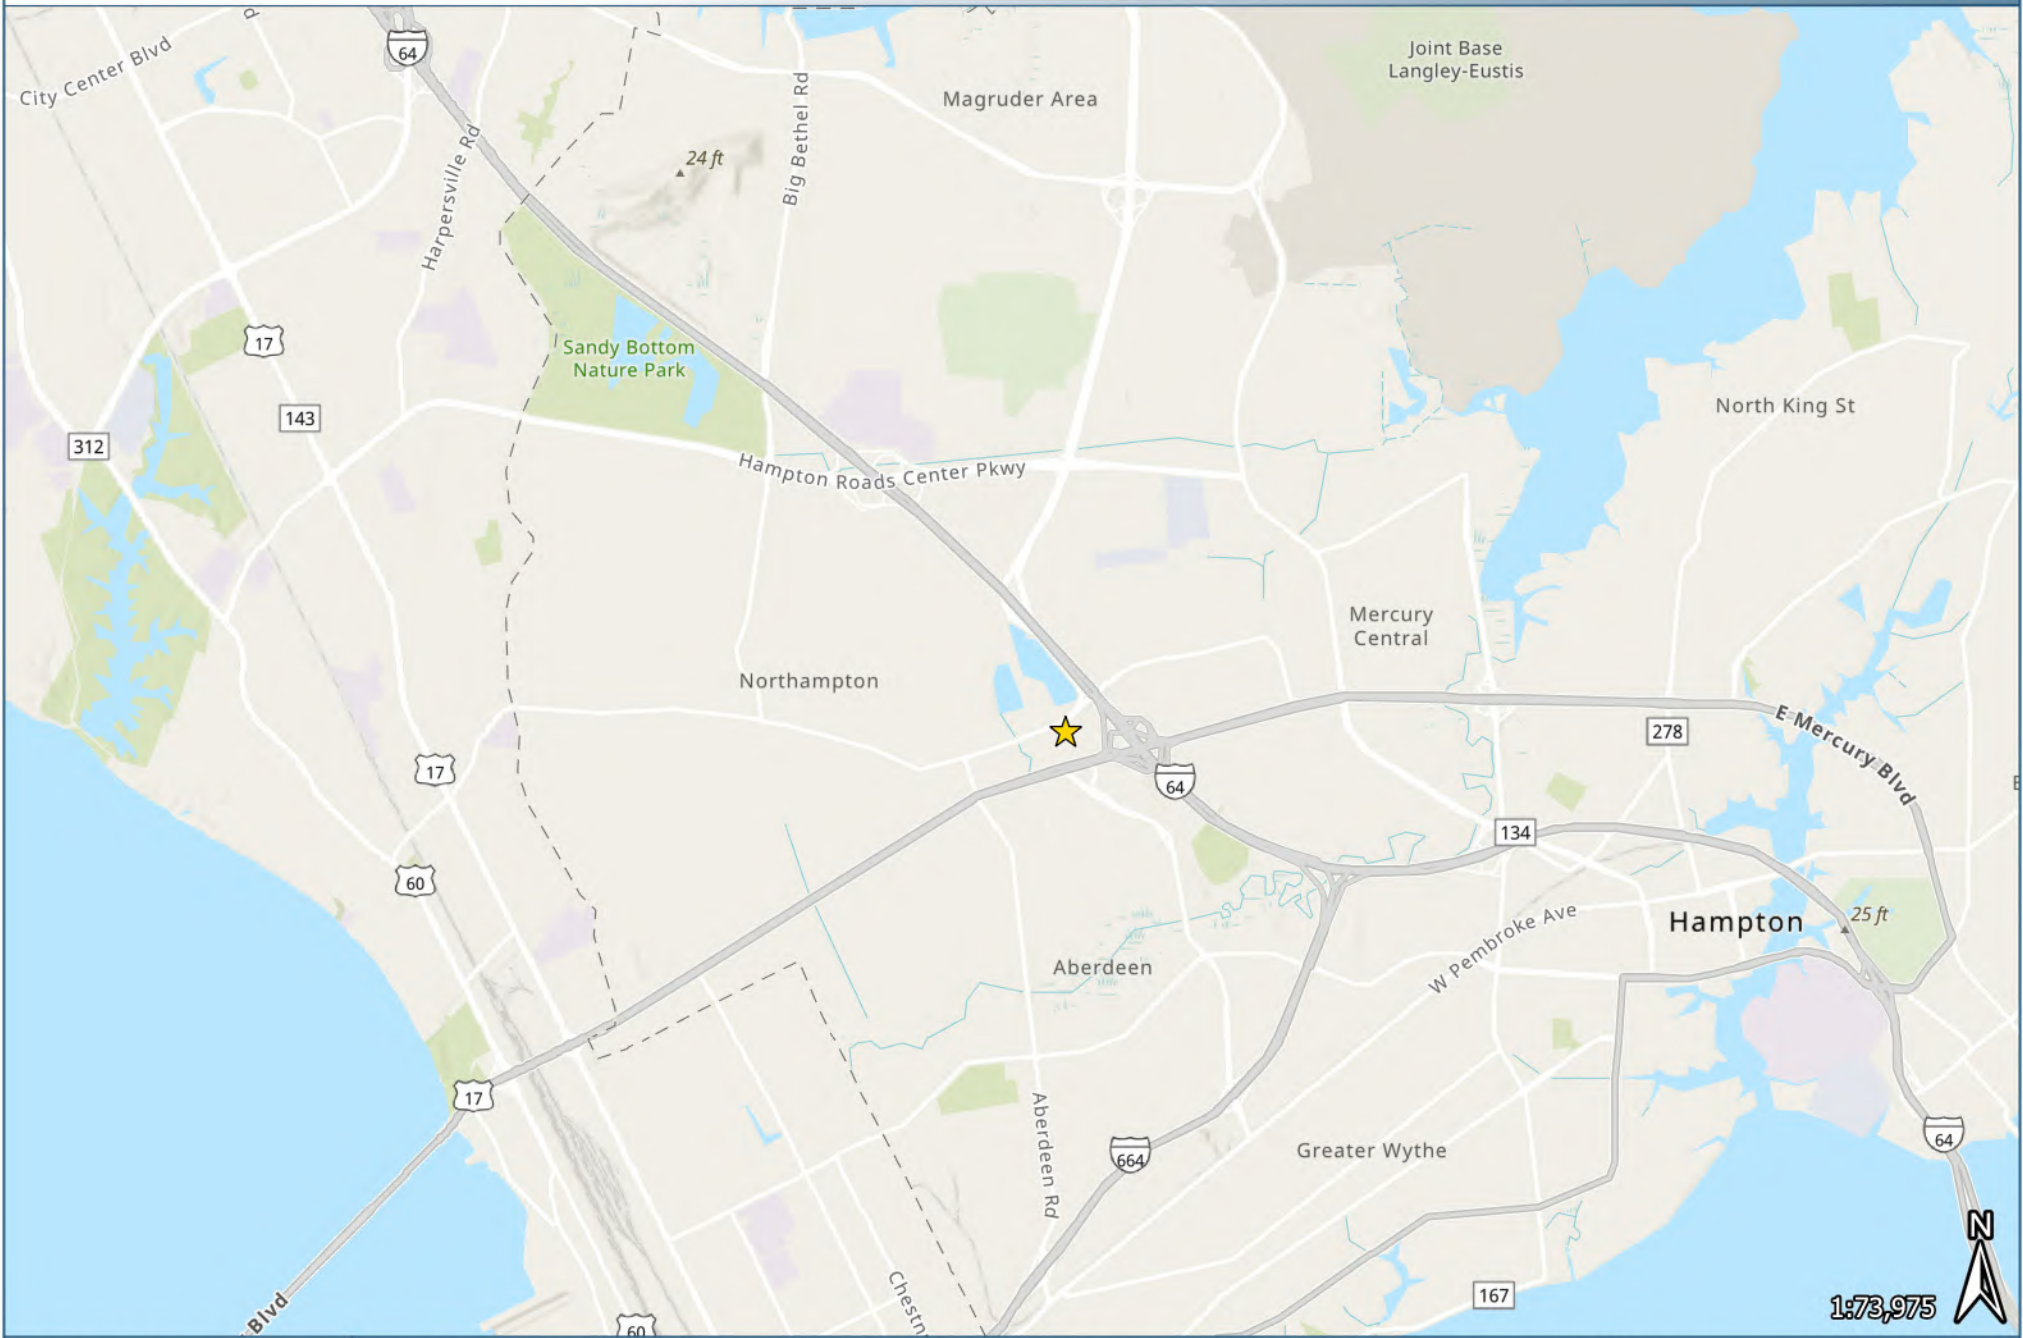 64
Joint Base
Langley-Eustis
City Center Blvd
Magruder Area
Big Bethel Rd
Harpersville Rd
24 ft
17
Sandy Bottom
Nature Park
143
312
North King St
Hampton Roads Center Pkwy
Mercury
Central
Northampton
278
E Mercury Blvd
17
64
134
60
25 ft
Hampton
W Pembroke Ave
Aberdeen
17
Aberdeen Rd
664
Greater Wythe
64
N
167
1:73,975
Blvd
60